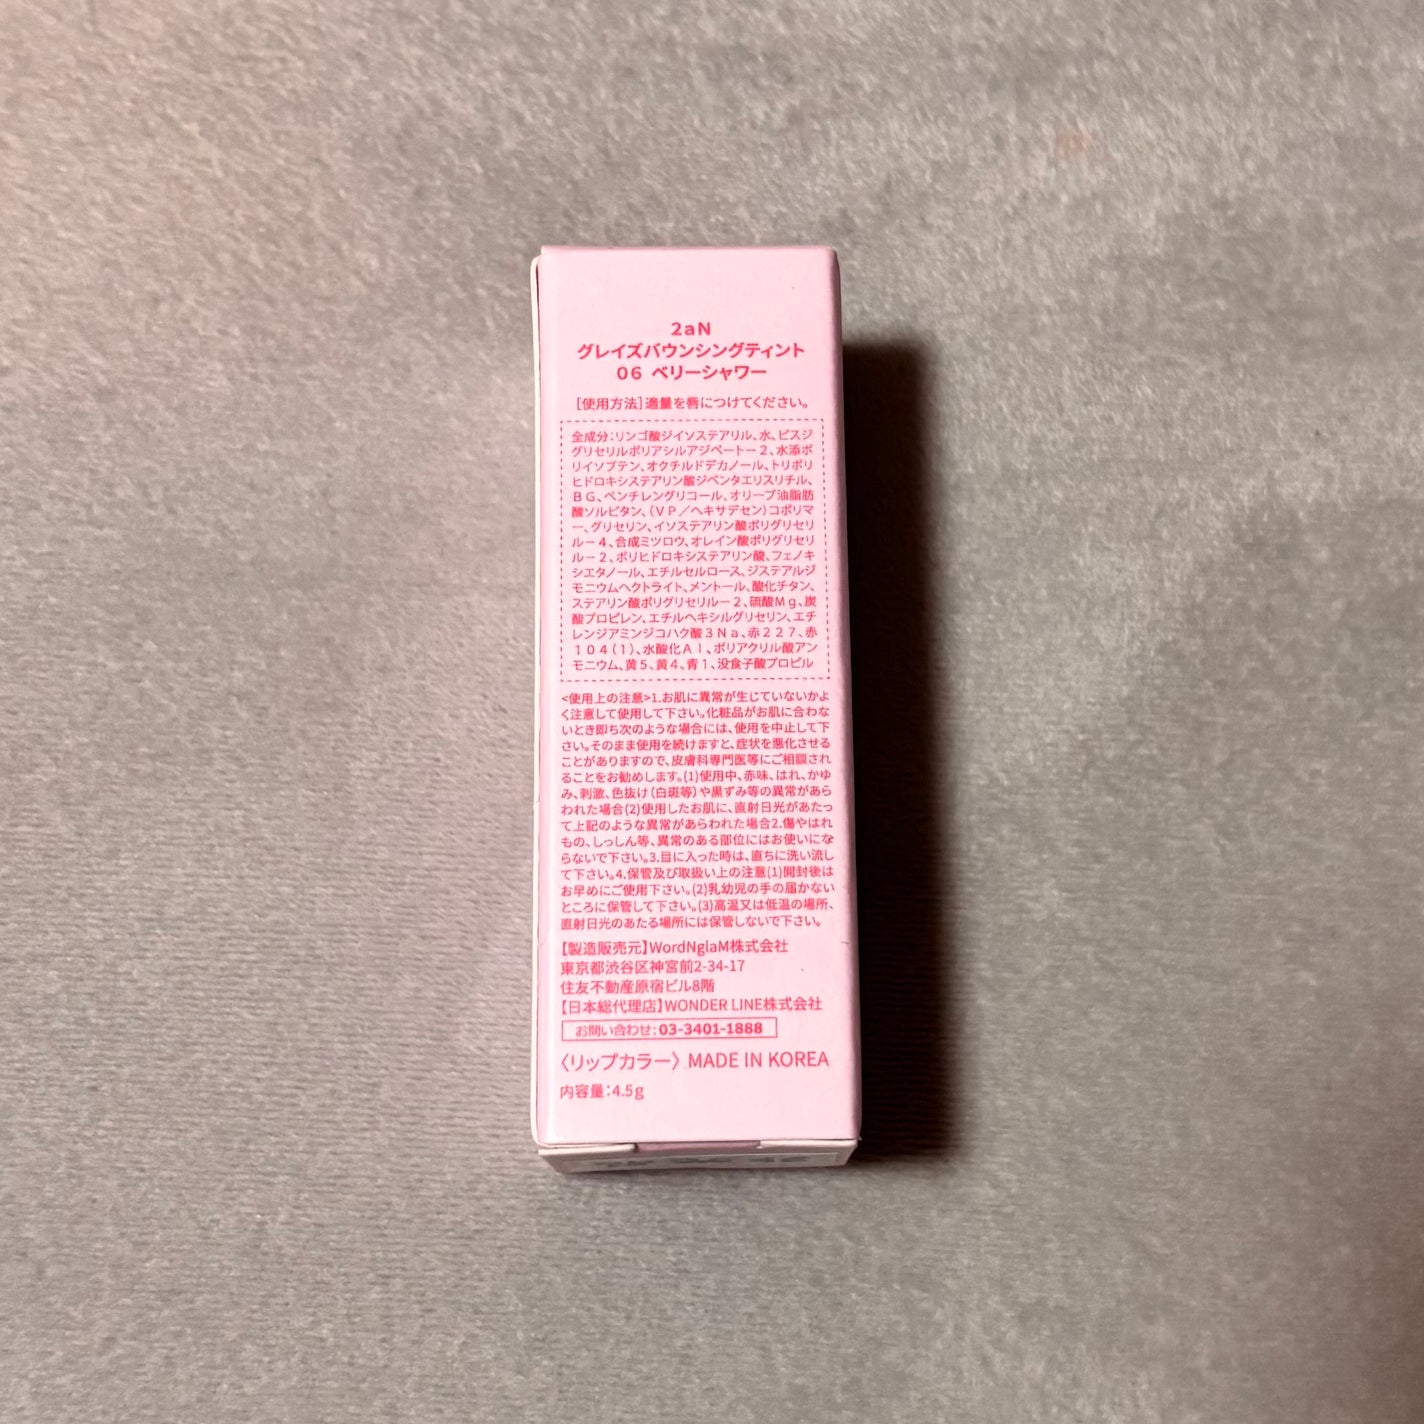 2aN
グレイズバウンシングティント
06 ベリーシャワー
[使用方法]適量を唇につけてください。
全成分:リンゴ酸ジイソステアリル、水、ビスジ
グリセリルポリアシルアジペート－2、水添ポ
リイソブテン、オクチルドデカノール、トリポリ
ヒドロキシステアリン酸ジペンタエリスリチル、
ＢＧ、ペンチレングリコール、オリーブ油脂肪
酸ソルビタン、（ＶＰ／ヘキサデセン）コポリマ
ー、グリセリン、イソステアリン酸ポリグリセリ
ル－4、合成ミツロウ、オレイン酸ポリグリセリ
ル－2、ポリヒドロキシステアリン酸、フェノキ
シエタノール、エチルセルロース、ジステアルジ
モニウムヘクトライト、メントール、酸化チタン、
ステアリン酸ポリグリセリル－2、硫酸Mg、炭
酸プロピレン、エチルヘキシルグリセリン、エチ
レンジアミンジコハク酸3Na、赤227、赤
104(1)、水酸化Al、ポリアクリル酸アン
モニウム、黄5、黄4、青1、没食子酸プロピル
<使用上の注意>1.お肌に異常が生じていないかよ
く注意して使用して下さい。化粧品がお肌に合わな
いとき即ち次のような場合には、使用を中止して下
さい。そのまま使用を続けますと、症状を悪化させる
ことがありますので、皮膚科専門医等にご相談され
ることをお勧めします。(1)使用中、赤味、はれ、かゆ
み、刺激、色抜け(白斑等)や黒ずみ等の異常があら
われた場合(2)使用したお肌に、直射日光があたっ
て上記のような異常があらわれた場合2.傷やはれ
もの、しっしん等、異常のある部位にはお使いにな
らないで下さい。3.目に入った時は、直ちに洗い流し
て下さい。4.保管及び取扱い上の注意(1)開封後は
お早めにご使用下さい。(2)乳幼児の手の届かない
ところに保管して下さい。(3)高温又は低温の場所、
直射日光のあたる場所には保管しないで下さい。
【製造販売元】WordNglaM株式会社
東京都渋谷区神宮前2-34-17
住友不動産原宿ビル8階
【日本総代理店】WONDER LINE株式会社
お問い合わせ:03-3401-1888
〈リップカラー〉 MADE IN KOREA
内容量:4.5g